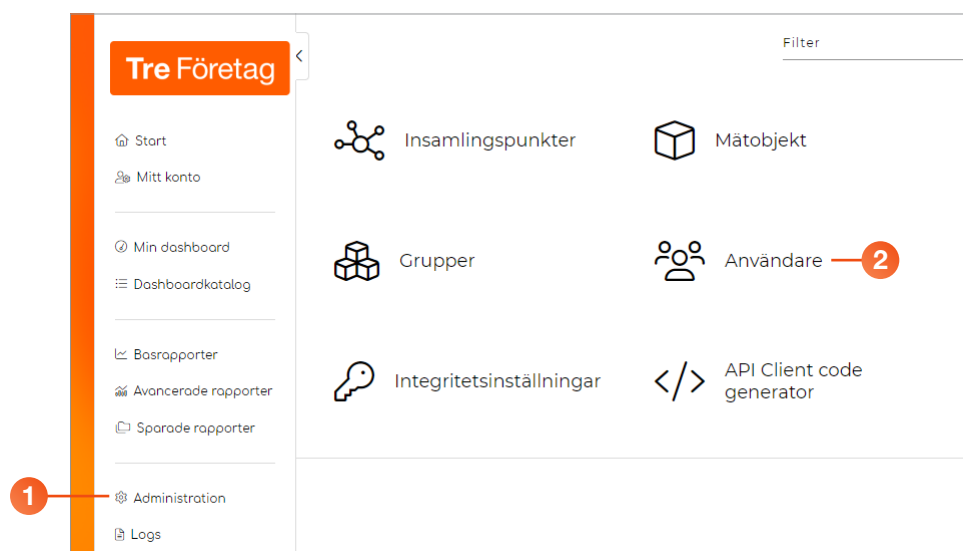 Tre Företag
Start
Mitt konto
Min dashboard
Dashboardkatalog
Basrapporter
Avancerade rapporter
Sparade rapporter
1
Administration
Logs
Filter
Insamlingspunkter
Mätobjekt
Grupper
Användare
2
Integritetsinställningar
API Client code
generator